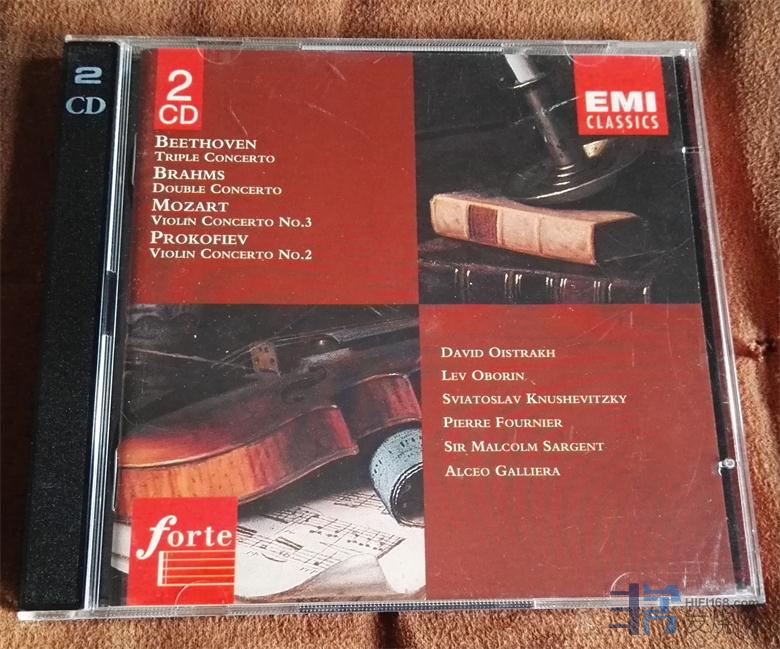 2
CD
2
CD
BEETHOVEN
TRIPLE CONCERTO
BRAHMS
DOUBLE CONCERTO
MOZART
VIOLIN CONCERTO NO.3
PROKOFIEV
VIOLIN CONCERTO NO.2
EMI
CLASSICS
DAVID OISTRAKH
LEV OBORIN
SVIATOSLAV KNUSHEVITZKY
PIERRE FOURNIER
SIR MALCOLM SARGENT
ALCEO GALLIERA
forte
HIFI168.com